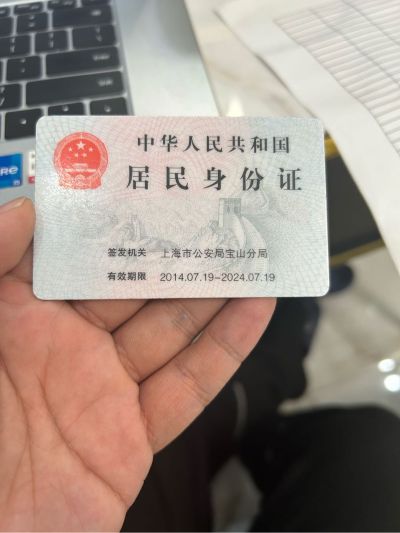 中华人民共和国
居民身份证
签发机关 上海市公安局宝山分局
有效期限 2014.07.19-2024.07.19